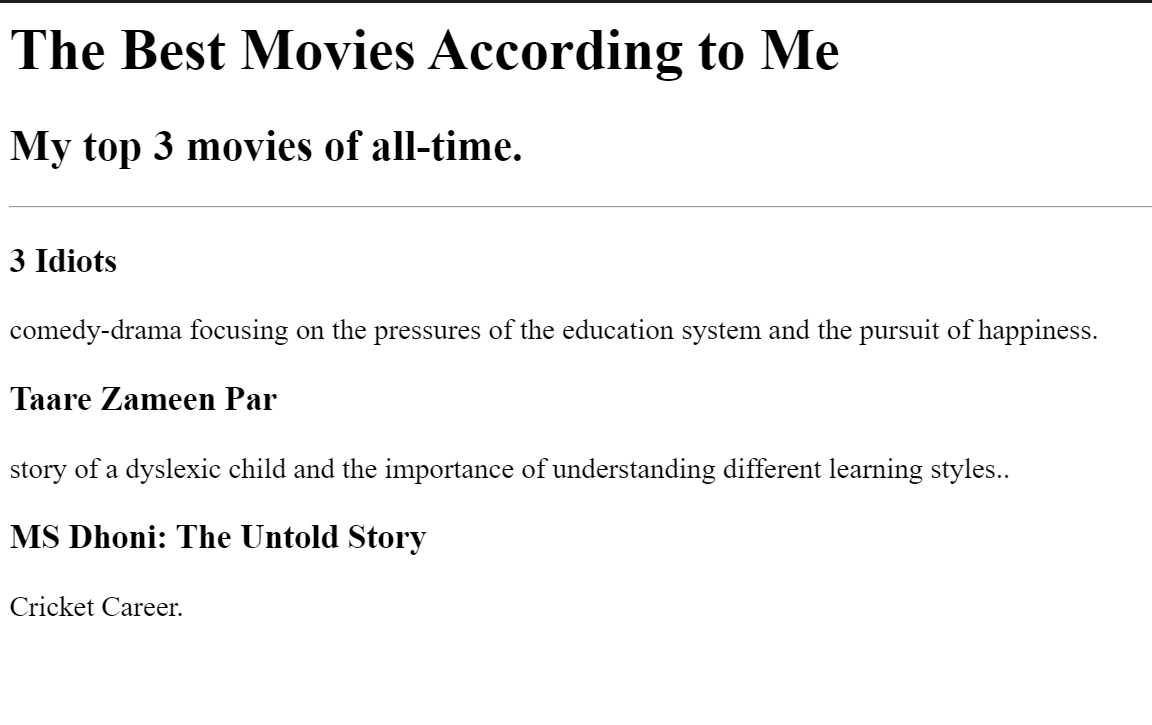 The Best Movies According to Me
My top 3 movies of all-time.
3 Idiots
comedy-drama focusing on the pressures of the education system and the pursuit of happiness.
Taare Zameen Par
story of a dyslexic child and the importance of understanding different learning styles..
MS Dhoni: The Untold Story
Cricket Career.